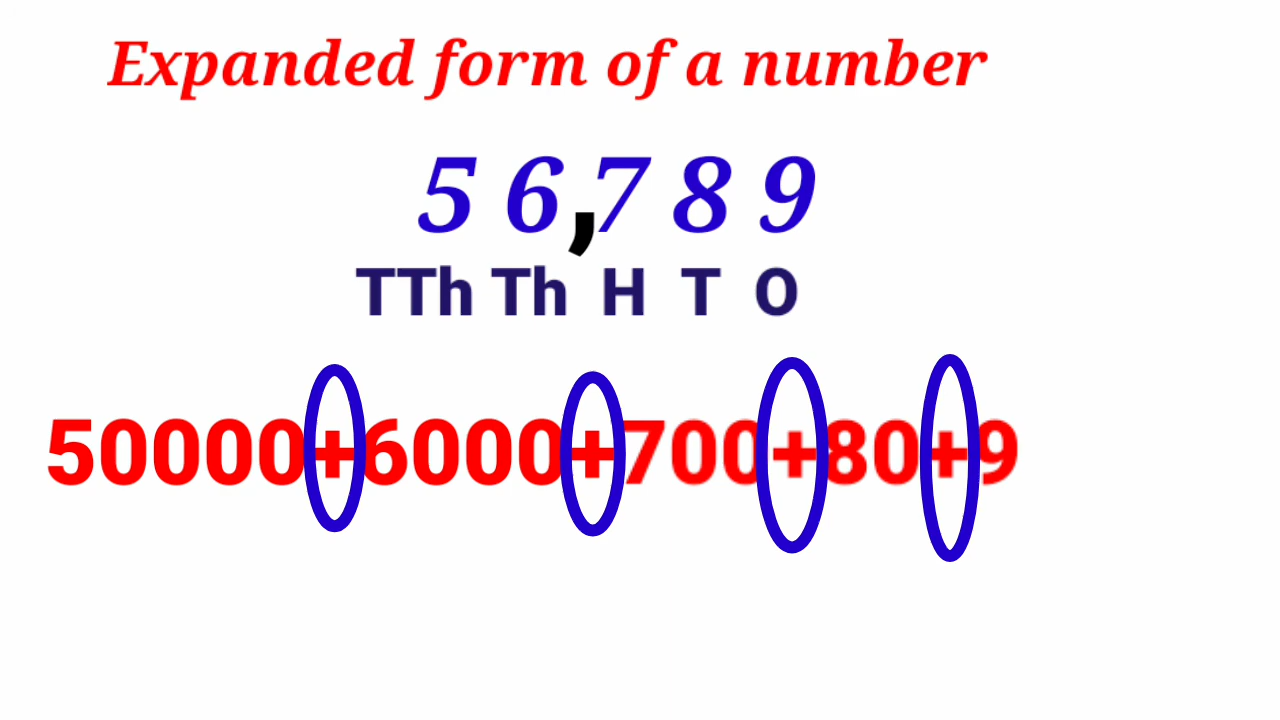 Expanded form of a number
5 6,7 8 9
TTh Th H T O
50000+6000+700+80+9